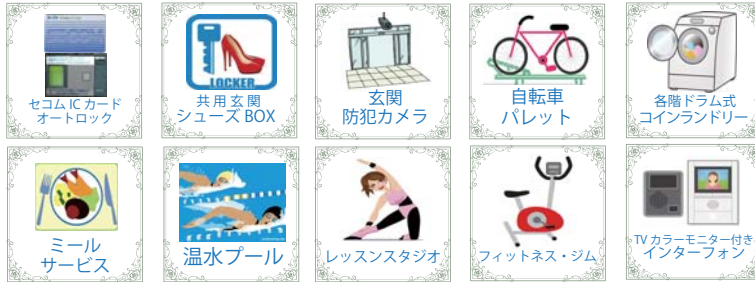 セコム IC カード
オートロック
LOCKER
共用玄関
シューズ BOX
玄関
防犯カメラ
自転車
パレット
各階ドラム式
コインランドリー
ミール
サービス
温水プール
レッスンスタジオ
フィットネス・ジム
TV カラーモニター付き
インターフォン